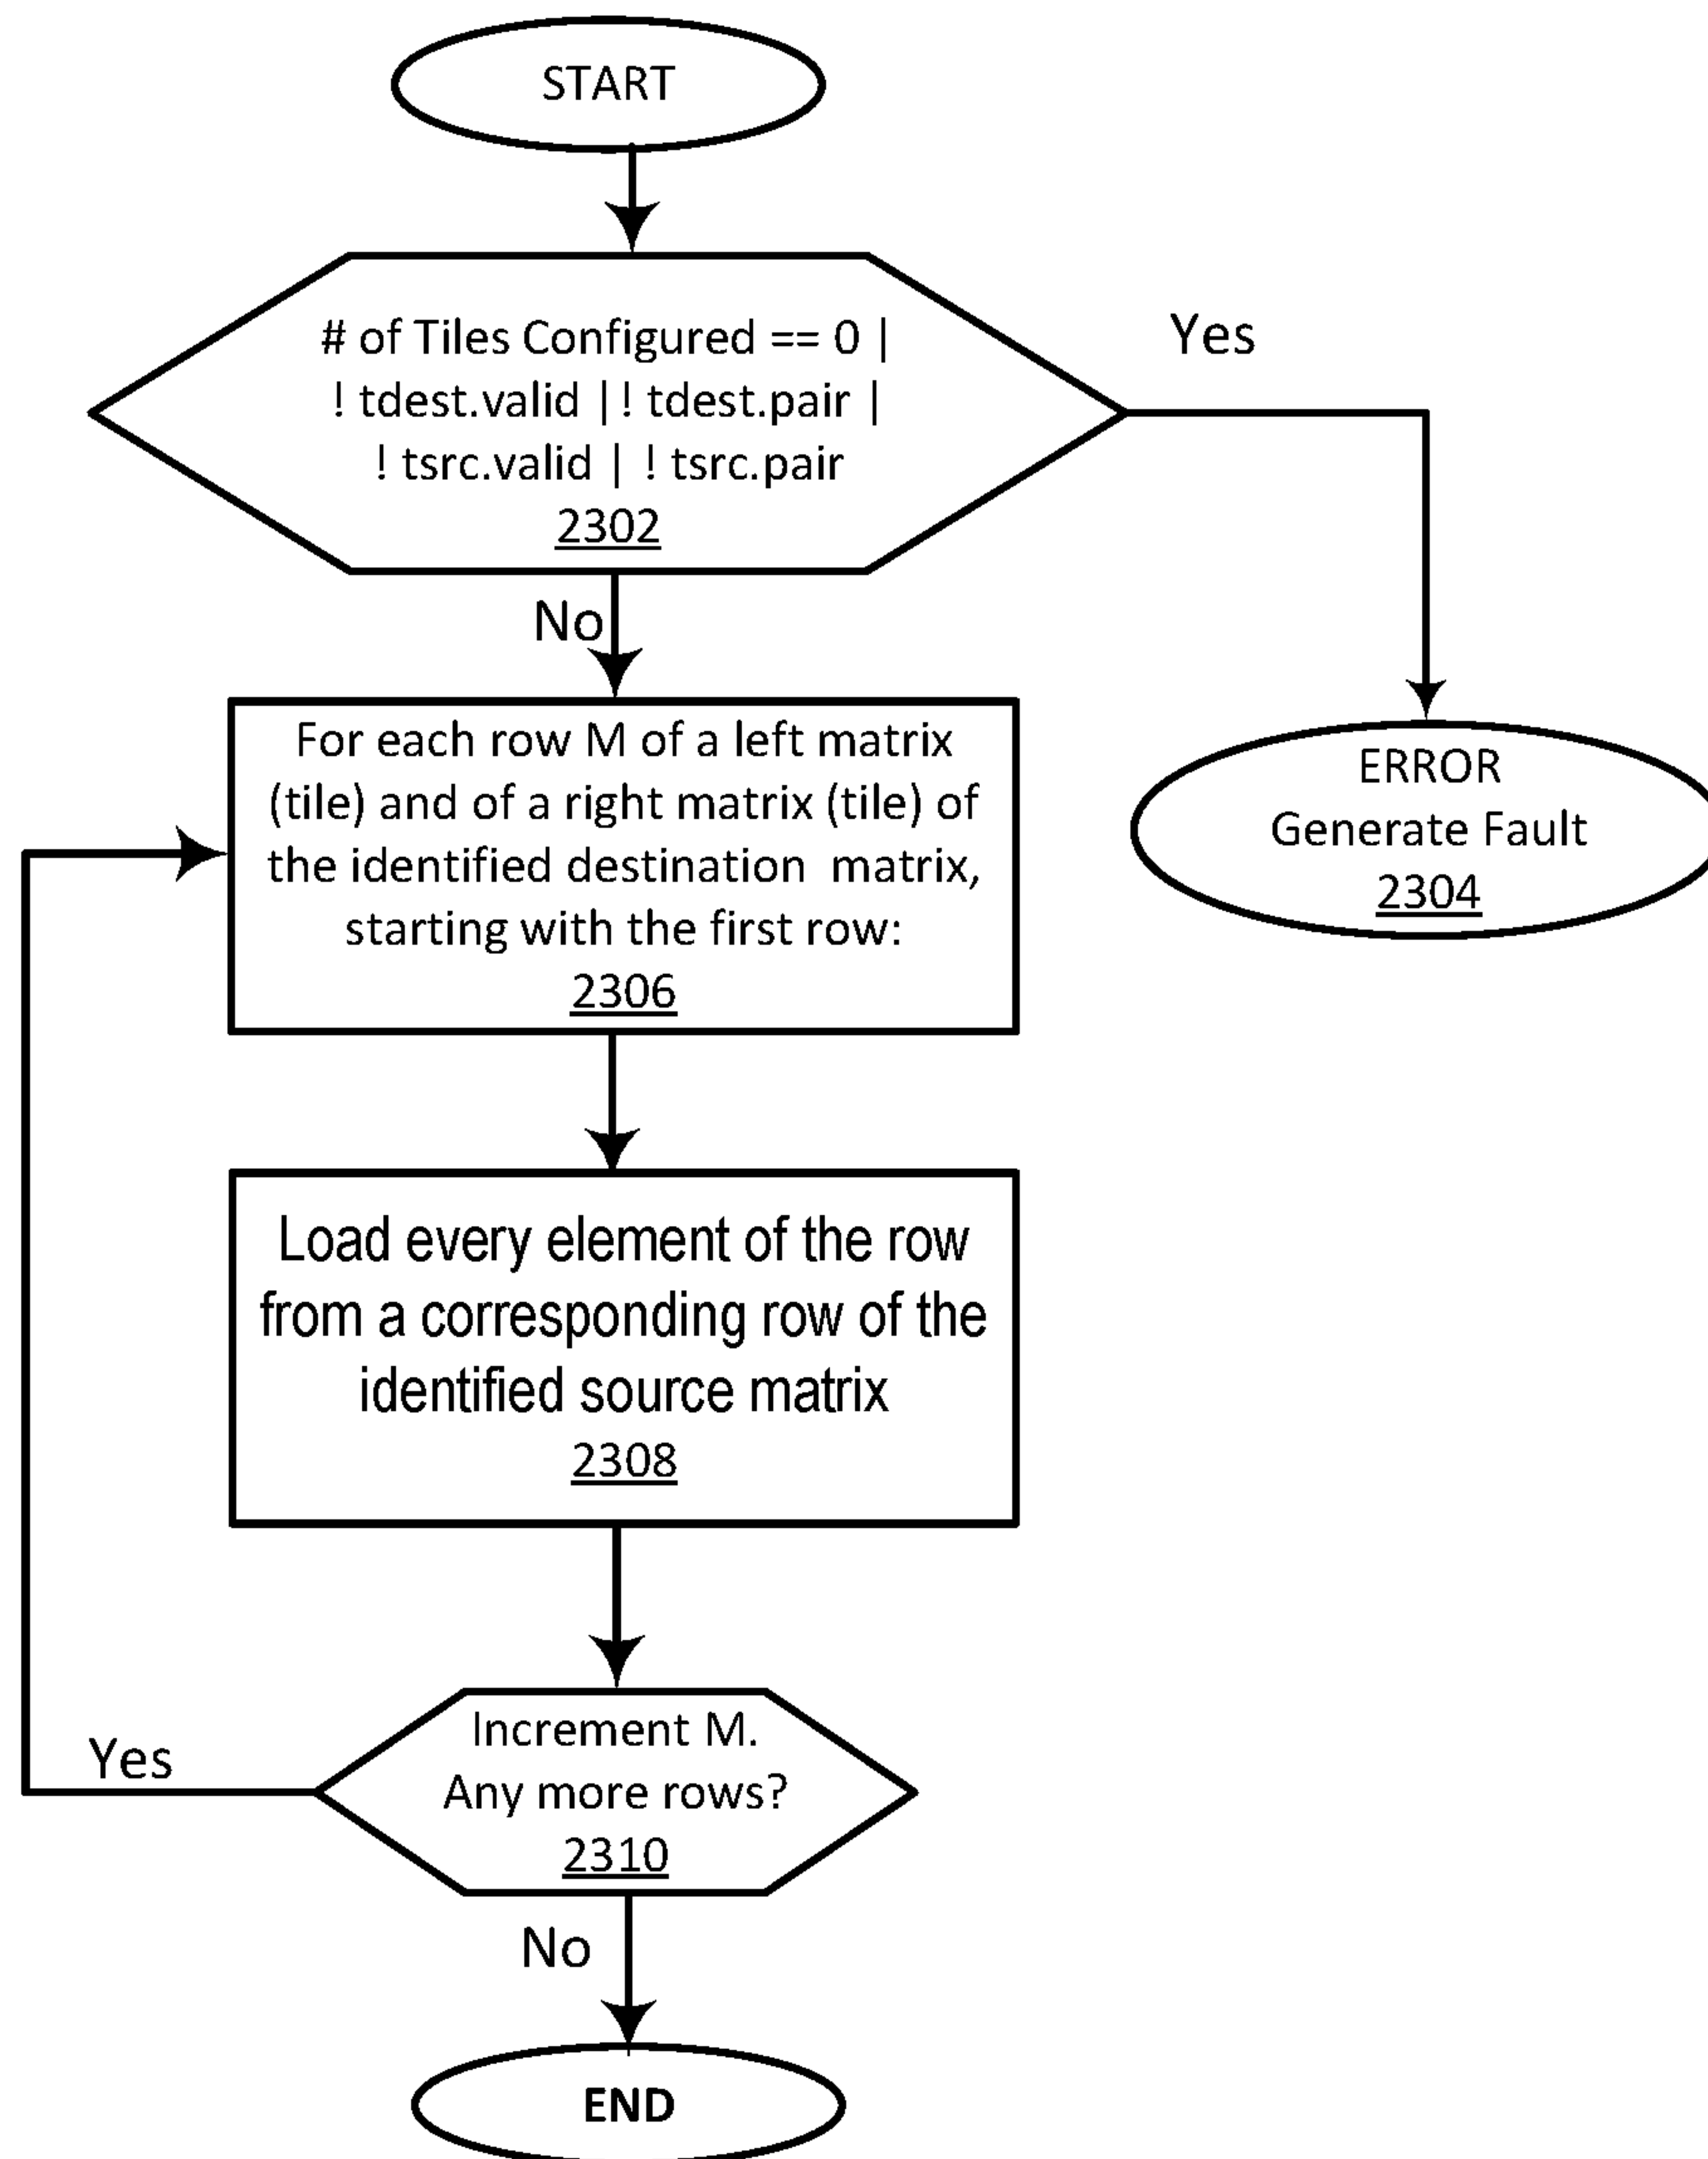 START
# of Tiles Configured == 0 |
! tdest.valid | ! tdest.pair |
! tsrc.valid | ! tsrc.pair
2302
Yes
No
For each row M of a left matrix
(tile) and of a right matrix (tile) of
the identified destination matrix,
starting with the first row:
2306
ERROR
Generate Fault
2304
Load every element of the row
from a corresponding row of the
identified source matrix
2308
Increment M.
Any more rows?
2310
Yes
No
END